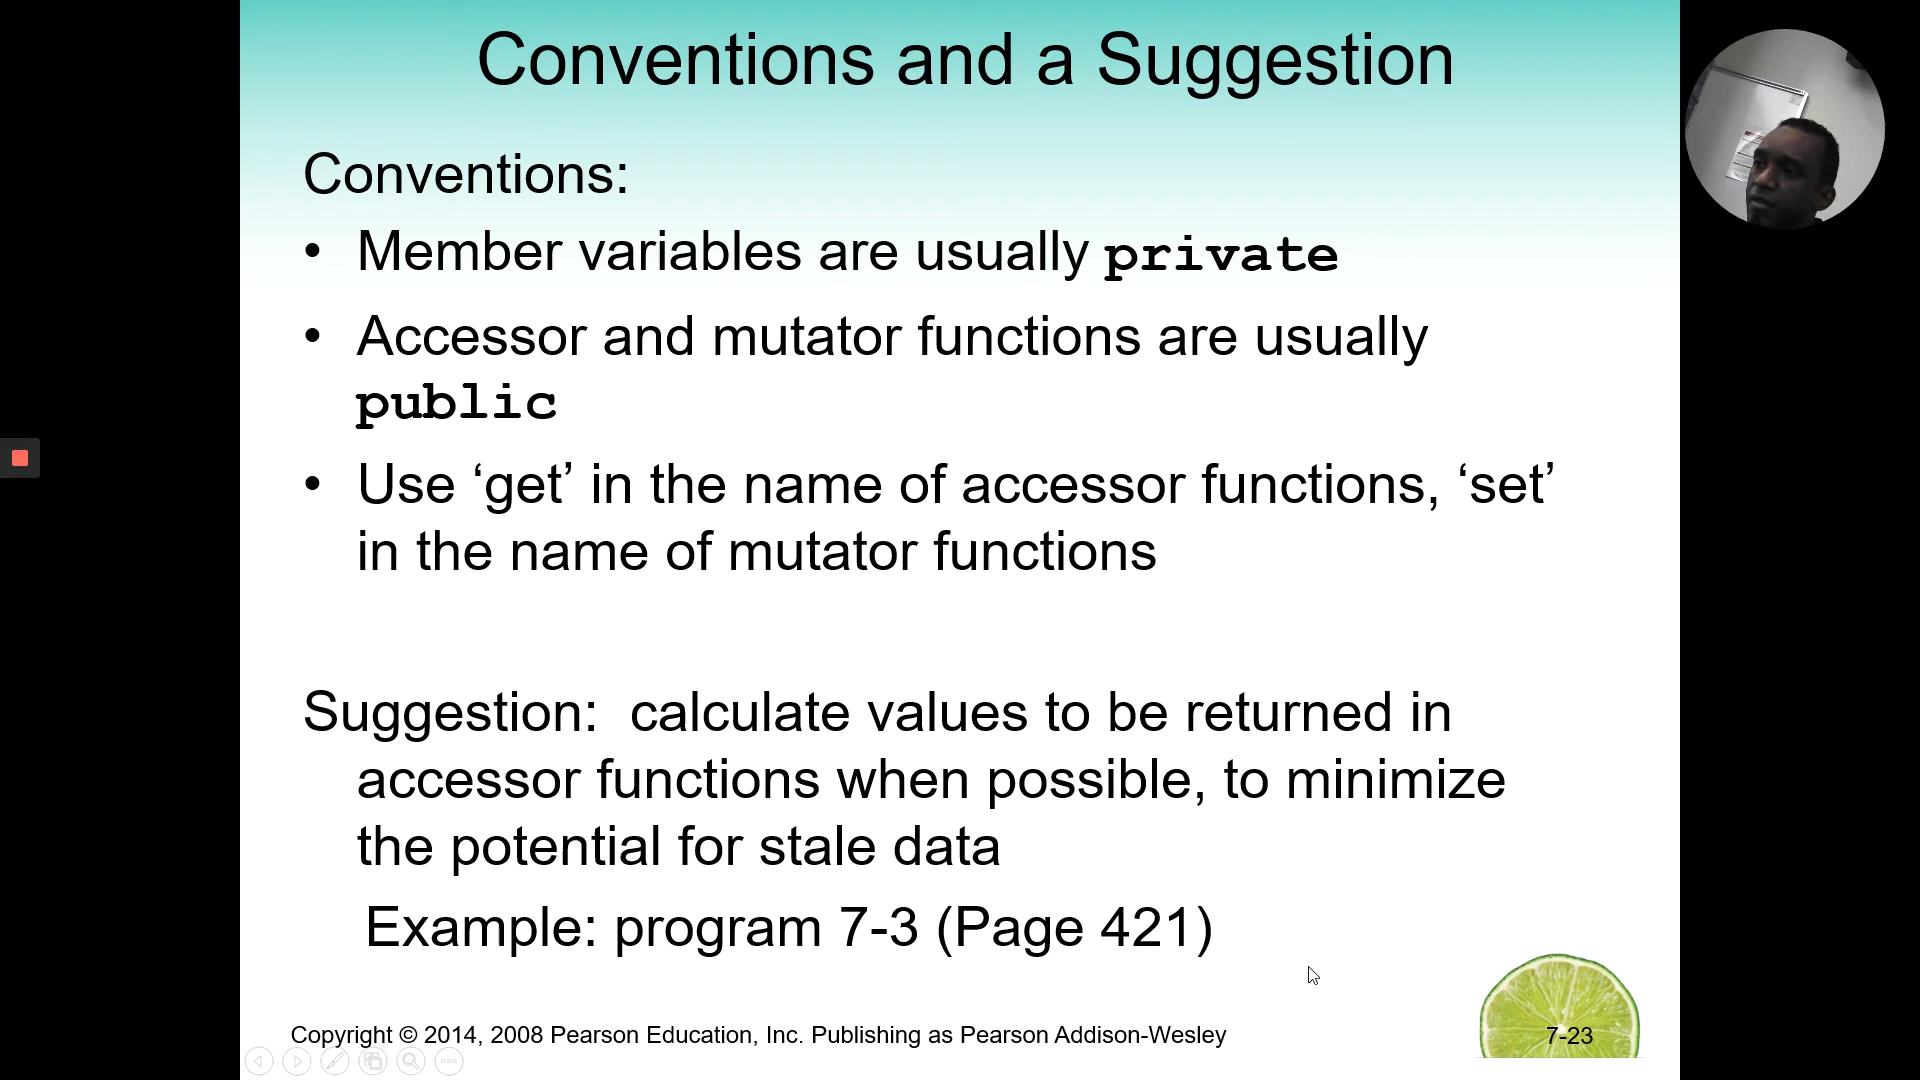 Conventions and a Suggestion
Conventions:
• Member variables are usually private
• Accessor and mutator functions are usually
public
• Use ‘get’ in the name of accessor functions, ‘set’
in the name of mutator functions
Suggestion:  calculate values to be returned in
accessor functions when possible, to minimize
the potential for stale data
Example: program 7-3 (Page 421)
Copyright © 2014, 2008 Pearson Education, Inc. Publishing as Pearson Addison-Wesley
7-23